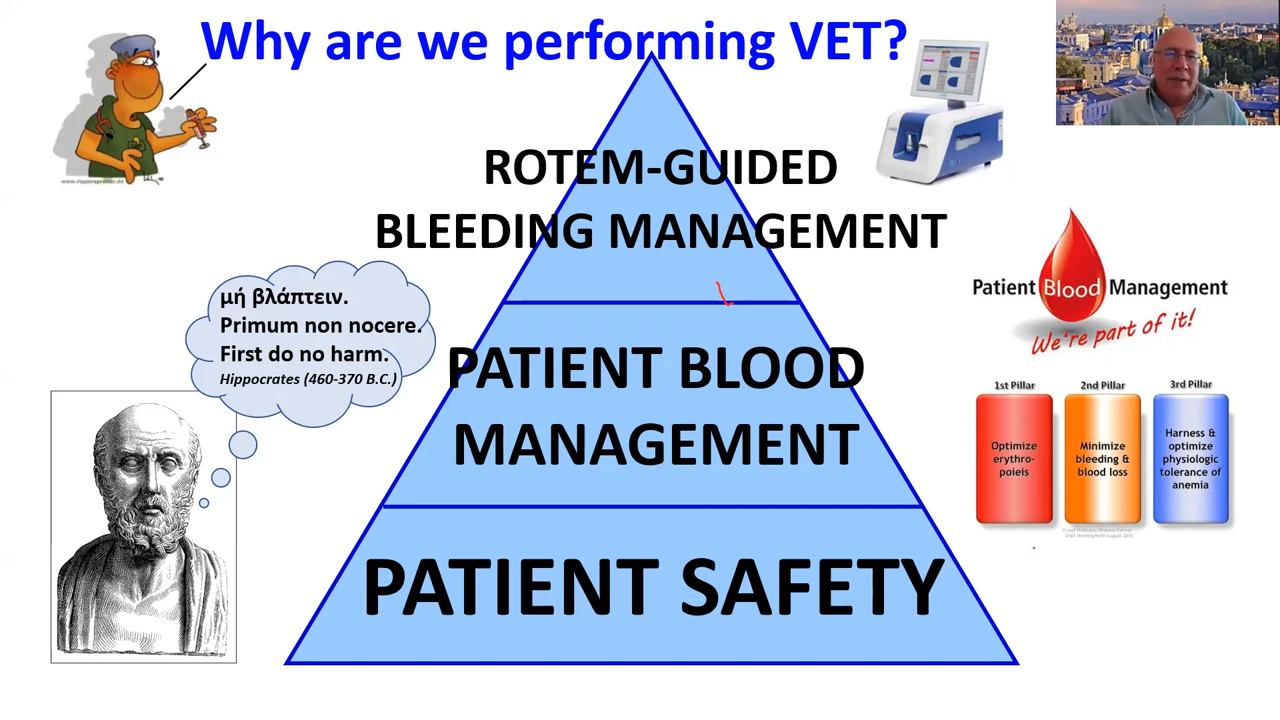 Why are we performing VET?
ROTEM-GUIDED
BLEEDING MANAGEMENT
μή βλάπτειν.
Primum non nocere.
First do no harm.
Hippocrates (460-370 B.C.)
Patient Blood Management
We're part of it!
PATIENT BLOOD
MANAGEMENT
1st Pillar
Optimize
erythro-
poieis
2nd Pillar
Minimize
bleeding &
blood loss
3rd Pillar
Harness &
optimize
physiologic
tolerance of
anemia
PATIENT SAFETY